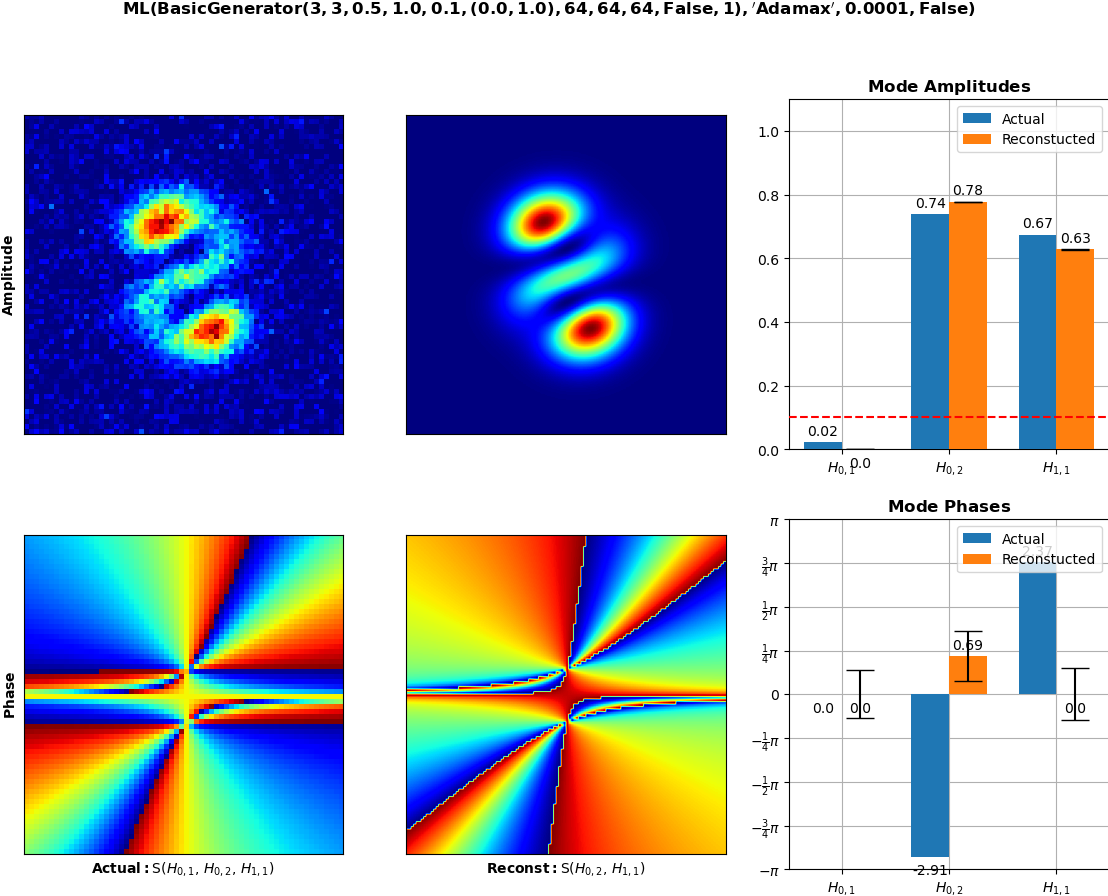 ML(BasicGenerator(3, 3, 0.5, 1.0, 0.1, (0.0, 1.0), 64, 64, 64, False, 1), 'Adamax', 0.0001, False)
Amplitude
Mode Amplitudes
Actual
Reconstucted
1.0
0.8
0.6
0.4
0.2
0.0
0.02
0.0
0.74
0.78
0.67
0.63
H0,1
H0,2
H1,1
Phase
Actual: S(H0,1, H0,2, H1,1)
Reconst: S(H0,2, H1,1)
Mode Phases
Actual
Reconstucted
π
3/4π
1/2π
1/4π
0
−1/4π
−1/2π
−3/4π
−π
0.0
0.0
-2.91
0.69
2.37
0.0
H0,1
H0,2
H1,1